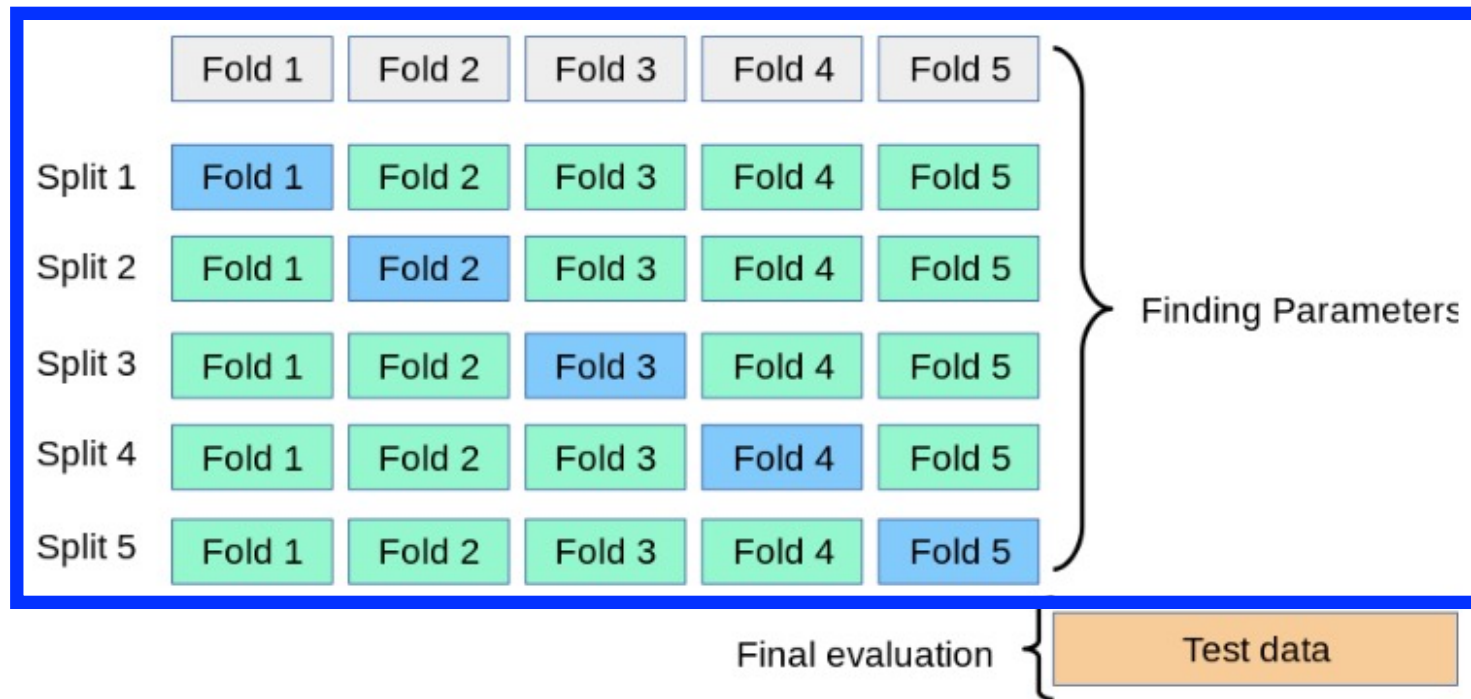 Fold 1 Fold 2 Fold 3 Fold 4 Fold 5
Split 1 Fold 1 Fold 2 Fold 3 Fold 4 Fold 5
Split 2 Fold 1 Fold 2 Fold 3 Fold 4 Fold 5
Finding Parameters
Split 3 Fold 1 Fold 2 Fold 3 Fold 4 Fold 5
Split 4 Fold 1 Fold 2 Fold 3 Fold 4 Fold 5
Split 5 Fold 1 Fold 2 Fold 3 Fold 4 Fold 5
Final evaluation Test data